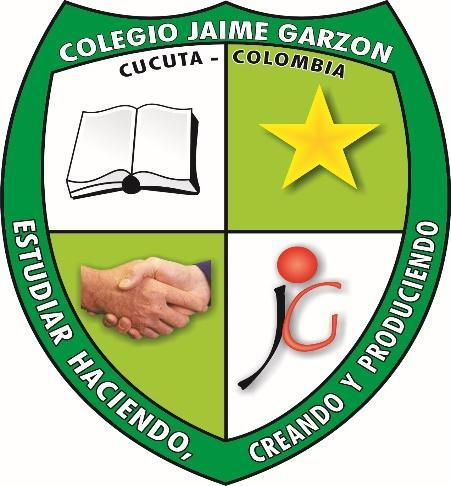 COLEGIO JAIME GARZON
CUCUTA - COLOMBIA
jG
ESTUDIAR HACIENDO,
CREANDO Y PRODUCIENDO